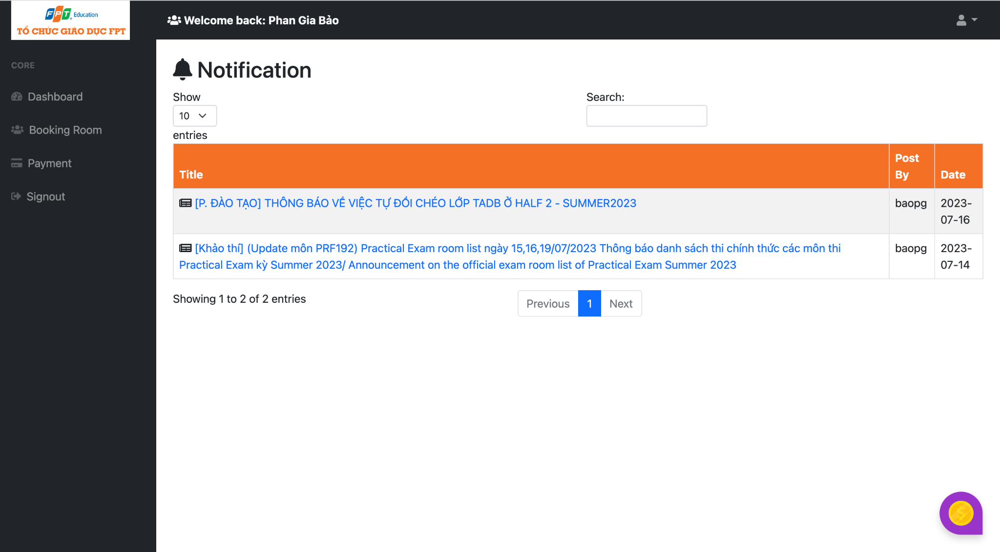 FPT Education
TỔ CHỨC GIÁO DỤC FPT
Welcome back: Phan Gia Bảo
CORE
Dashboard
Booking Room
Payment
Signout
Notification
Show
10
entries
Search:
Title
Post
By
Date
[P. ĐÀO TẠO] THÔNG BÁO VỀ VIỆC TỰ ĐỔI CHÉO LỚP TADB Ở HALF 2 - SUMMER2023
baopg
2023-
07-16
[Khảo thí] (Update môn PRF192) Practical Exam room list ngày 15,16,19/07/2023 Thông báo danh sách thi chính thức các môn thi
Practical Exam kỳ Summer 2023/ Announcement on the official exam room list of Practical Exam Summer 2023
baopg
2023-
07-14
Showing 1 to 2 of 2 entries
Previous
1
Next